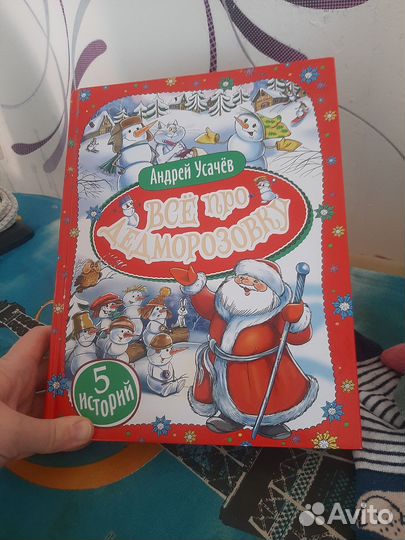 Андрей Усачёв
ВСЁ про
ДЕДМОРОЗОВКУ
5
историй
Avito